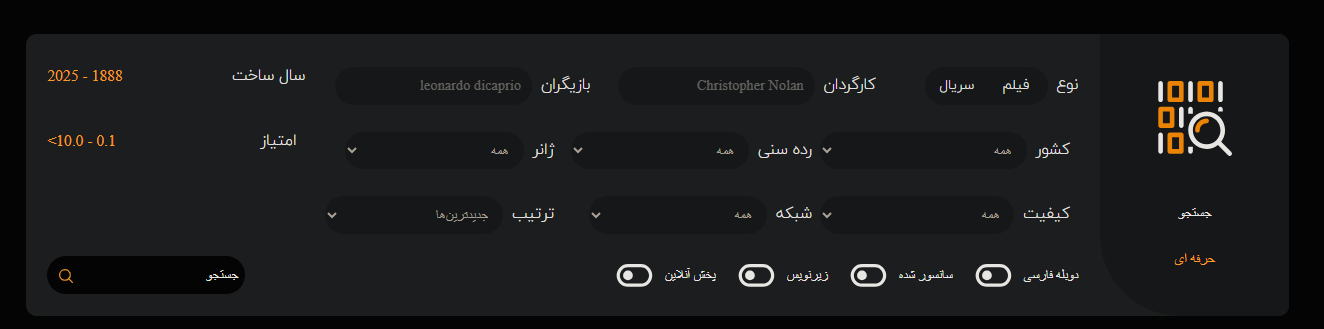 نوع فیلم سریال کارگردان Christopher Nolan بازیگران leonardo dicaprio سال ساخت 1888 - 2025
کشور همه رده سنی همه ژانر همه امتیاز 0.1 - 10.0>
جستجو
کیفیت همه شبکه همه ترتیب جدیدترین‌ها
حرفه ای
دوبله فارسی سانسور شده زیرنویس پخش آنلاین جستجو